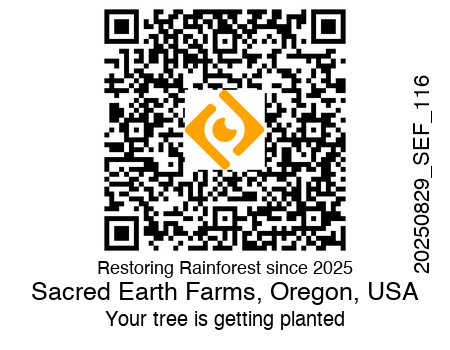 Restoring Rainforest since 2025
Sacred Earth Farms, Oregon, USA
Your tree is getting planted
20250829_SEF_116